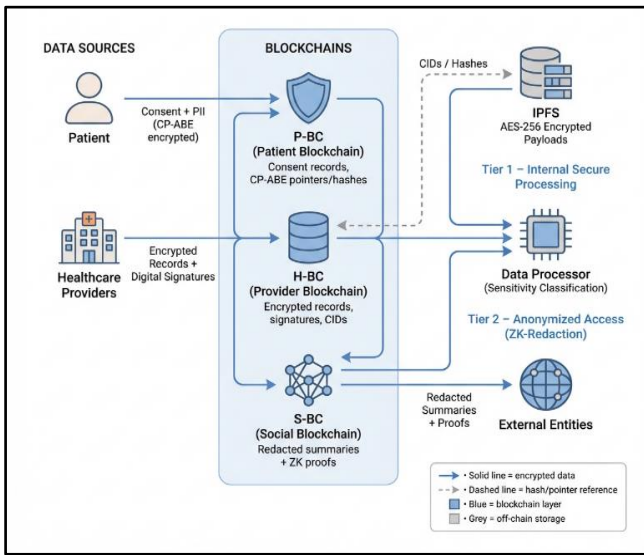 DATA SOURCES
BLOCKCHAINS
CIDs / Hashes
Patient
Consent + PII
(CP-ABE
encrypted)
P-BC
(Patient Blockchain)
Consent records,
CP-ABE pointers/hashes
IPFS
AES-256 Encrypted
Payloads
Tier 1 – Internal Secure
Processing
Healthcare
Providers
Encrypted
Records +
Digital Signatures
H-BC
(Provider Blockchain)
Encrypted records,
signatures, CIDs
Data Processor
(Sensitivity Classification)
Tier 2 – Anonymized Access
(ZK-Redaction)
S-BC
(Social Blockchain)
Redacted summaries
+ ZK proofs
Redacted
Summaries
+ Proofs
External Entities
• Solid line = encrypted data
• Dashed line = hash/pointer reference
• Blue = blockchain layer
• Grey = off-chain storage